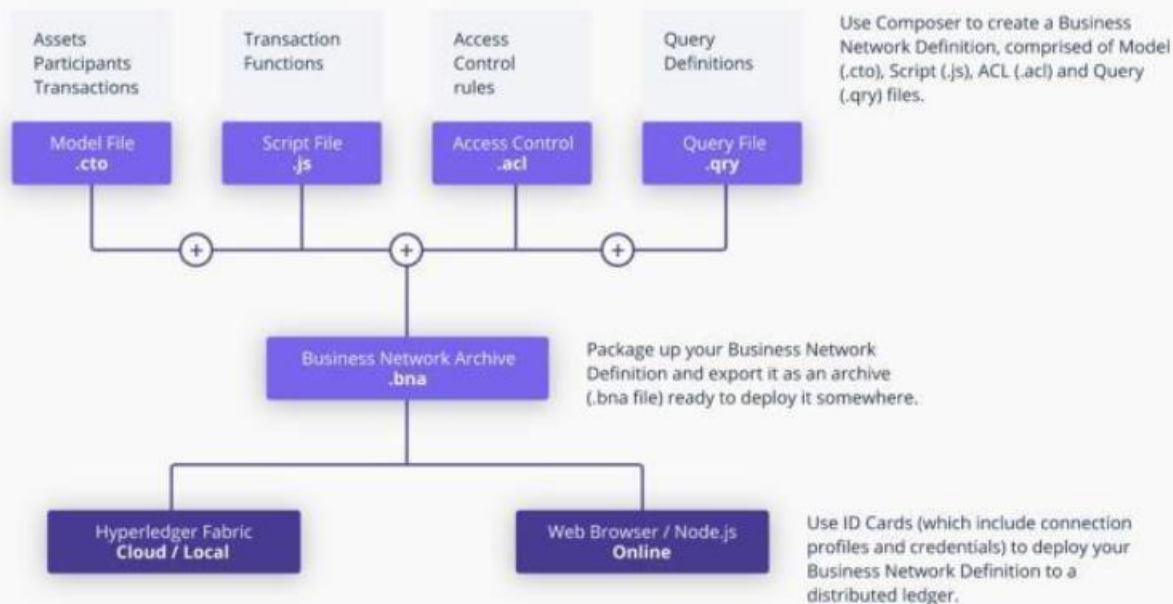 Assets
Participants
Transactions
Transaction
Functions
Access
Control
rules
Query
Definitions
Use Composer to create a Business
Network Definition, comprised of Model
(.cto), Script (.js), ACL (.acl) and Query
(.qry) files.
Model File
.cto
Script File
.js
Access Control
.acl
Query File
.qry
+
+
+
Business Network Archive
.bna
Package up your Business Network
Definition and export it as an archive
(.bna file) ready to deploy it somewhere.
Hyperledger Fabric
Cloud / Local
Web Browser / Node.js
Online
Use ID Cards (which include connection
profiles and credentials) to deploy your
Business Network Definition to a
distributed ledger.